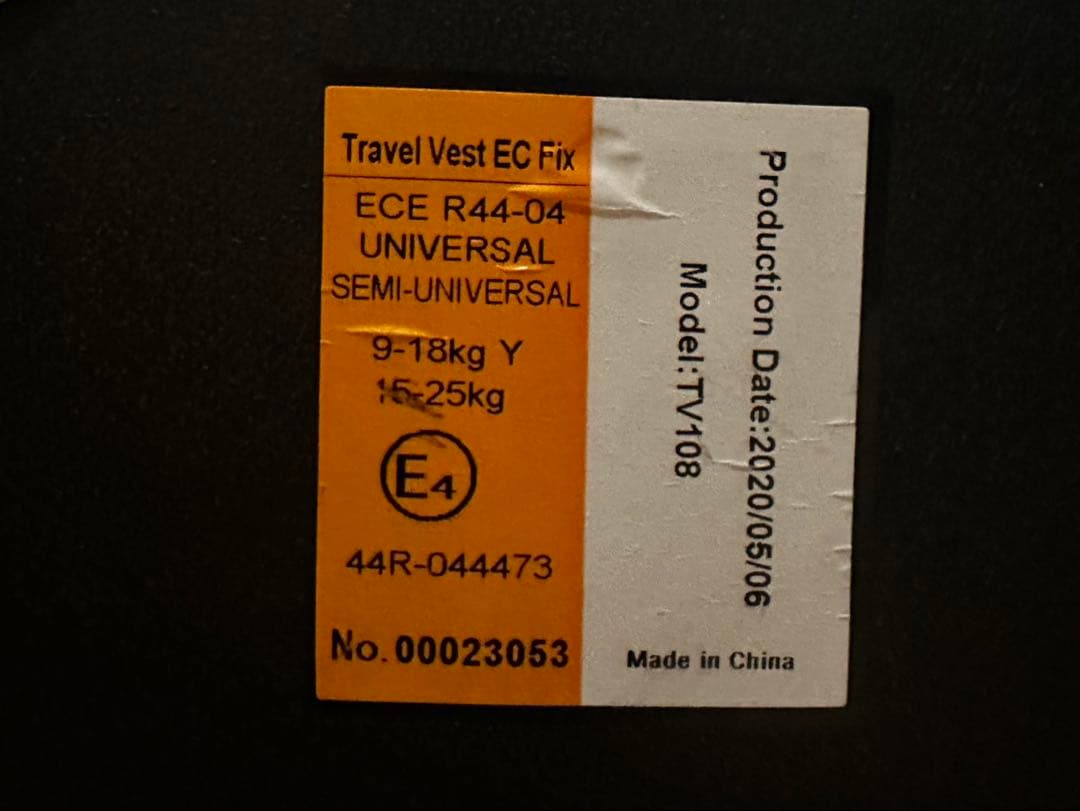 Travel Vest EC Fix
ECE R44-04
UNIVERSAL
SEMI-UNIVERSAL
9-18kg Y
15-25kg
E4
44R-044473
No. 00023053
Production Date:2020/05/06
Model:TV108
Made in China